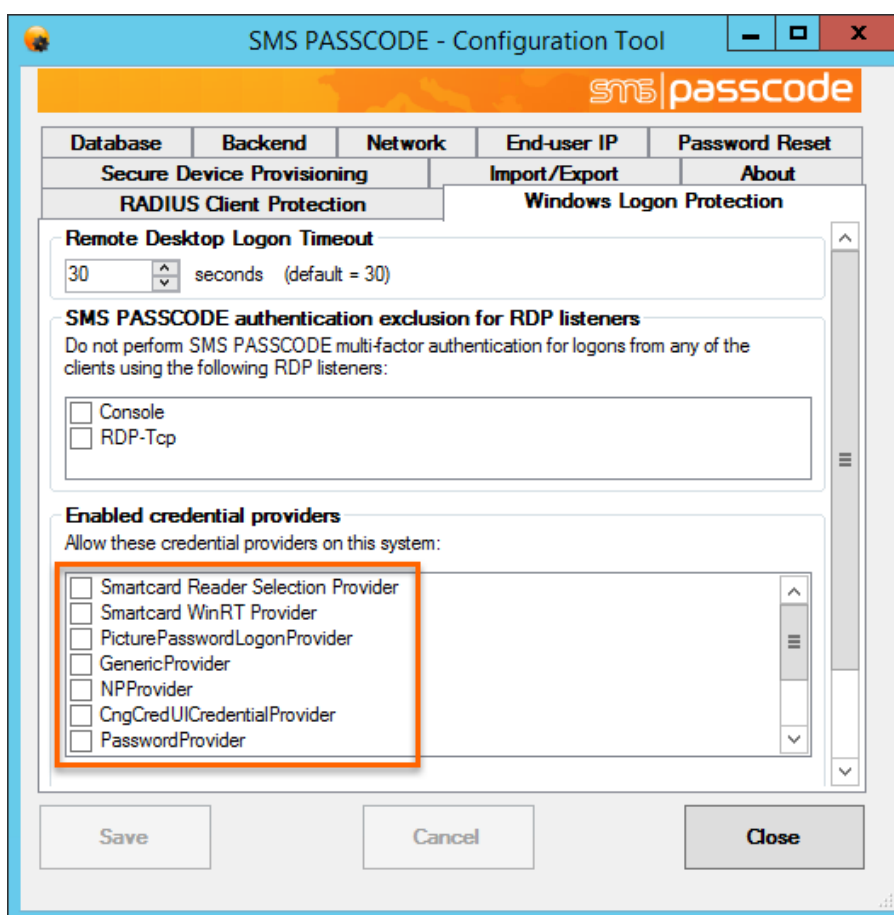 SMS PASSCODE - Configuration Tool
sms|passcode
Database Backend Network End-user IP Password Reset
Secure Device Provisioning Import/Export About
RADIUS Client Protection Windows Logon Protection
Remote Desktop Logon Timeout
30 seconds (default = 30)
SMS PASSCODE authentication exclusion for RDP listeners
Do not perform SMS PASSCODE multi-factor authentication for logons from any of the
clients using the following RDP listeners:
Console
RDP-Tcp
Enabled credential providers
Allow these credential providers on this system:
Smartcard Reader Selection Provider
Smartcard WinRT Provider
PicturePasswordLogonProvider
GenericProvider
NPProvider
CngCredUICredentialProvider
PasswordProvider
Save Cancel Close